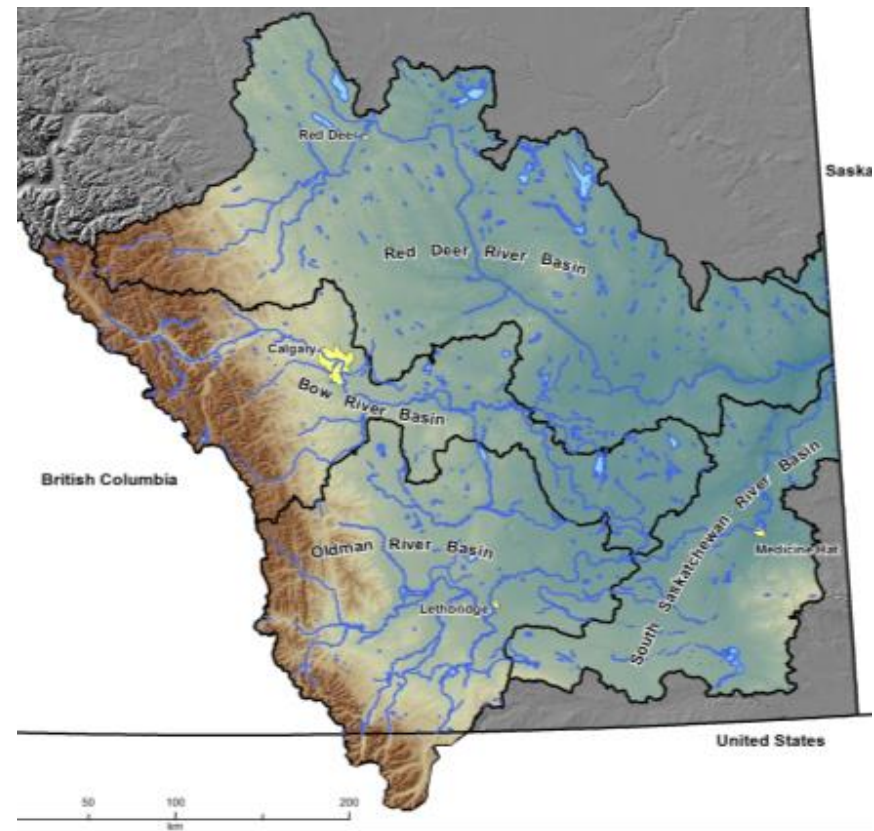 Red Deer
Saska
Red Deer River Basin
Calgary
Bow River Basin
British Columbia
South Saskatchewan River Basin
Oldman River Basin
Medicine Hat
Lethbridge
United States
50 100 200
km